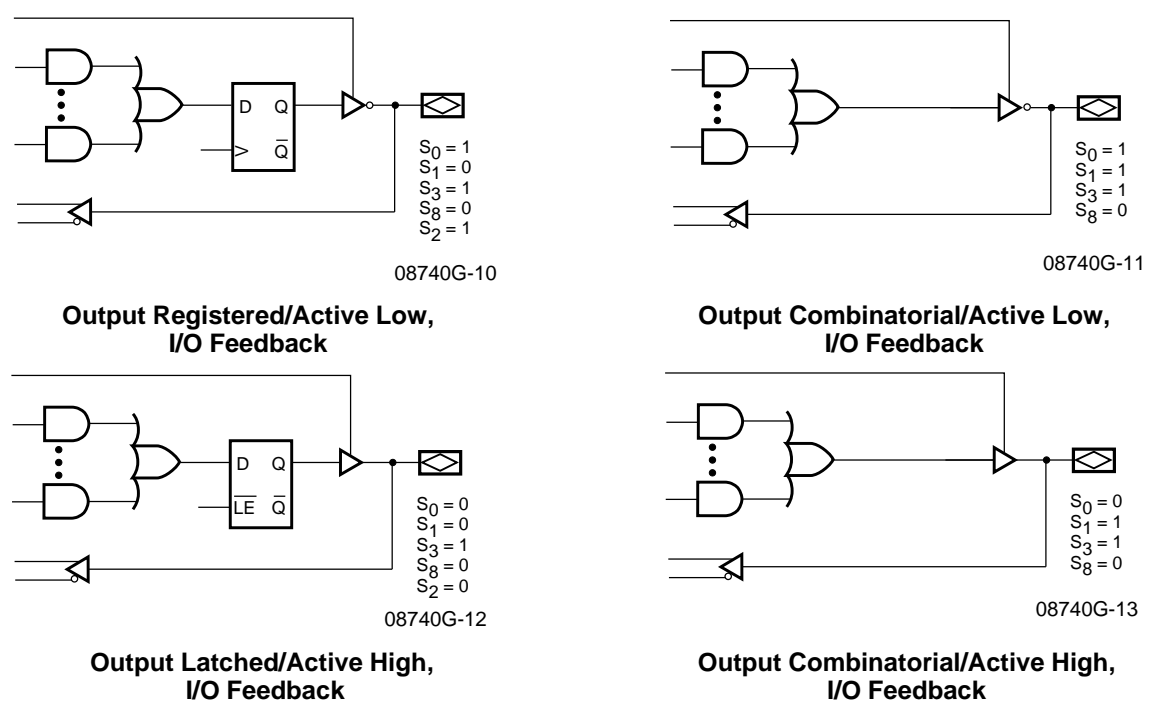 D Q
> Q̅
S0 = 1
S1 = 0
S3 = 1
S8 = 0
S2 = 1
08740G-10
Output Registered/Active Low,
I/O Feedback
S0 = 1
S1 = 1
S3 = 1
S8 = 0
08740G-11
Output Combinatorial/Active Low,
I/O Feedback
D Q
L̅E̅ Q̅
S0 = 0
S1 = 0
S3 = 1
S8 = 0
S2 = 0
08740G-12
Output Latched/Active High,
I/O Feedback
S0 = 0
S1 = 1
S3 = 1
S8 = 0
08740G-13
Output Combinatorial/Active High,
I/O Feedback